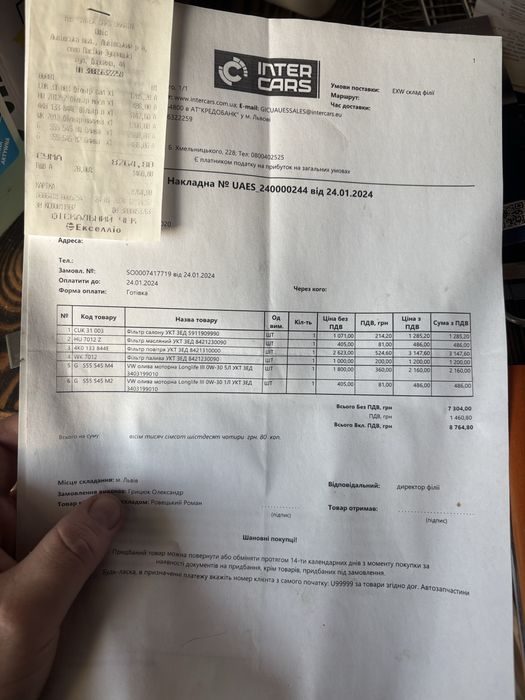 СУМА 8764,80
КАРТКА
ФІСКАЛЬНИЙ ЧЕК
Екселліо
INTER CARS
1
Умови поставки: EXW склад філії
Маршрут:
Час доставки:
www.intercars.com.ua, E-mail: GICUAUESSALES@intercars.eu
в АТ"КРЕДОБАНК" у м. Львові
Б. Хмельницького, 228, Тел: 0800402525
Є платником податку на прибуток на загальних умовах
Накладна № UAES_240000244 від 24.01.2024
Адреса:
Тел.:
Замовл. №: SO0007417719 від 24.01.2024
Оплатити до: 24.01.2024
Форма оплати: Готівка
Через кого:
№ Код товару Назва товару Од вим. Кіл-ть Ціна без ПДВ ПДВ, грн Ціна з ПДВ Сума з ПДВ
1 CUK 31 003 Фільтр салону УКТ ЗЕД 5911909990 ШТ 1 1 071,00 214,20 1 285,20 1 285,20
2 HU 7012 Z Фільтр масляний УКТ ЗЕД 8421230090 ШТ 1 405,00 81,00 486,00 486,00
3 4K0 133 844E Фільтр повітря УКТ ЗЕД 8421310000 ШТ 1 2 623,00 524,60 3 147,60 3 147,60
4 WK 7012 Фільтр палива УКТ ЗЕД 8421230090 ШТ 1 1 000,00 200,00 1 200,00 1 200,00
5 G 555 545 M4 VW олива моторна Longlife III 0W-30 5Л УКТ ЗЕД 3403199010 ШТ 1 1 800,00 360,00 2 160,00 2 160,00
6 G 555 545 M2 VW олива моторна Longlife III 0W-30 1Л УКТ ЗЕД 3403199010 ШТ 1 405,00 81,00 486,00 486,00
Всього Без ПДВ, грн 7 304,00
ПДВ, грн 1 460,80
Всього Вкл. ПДВ, грн 8 764,80
Всього на суму вісім тисяч сімсот шістдесят чотири грн. 80 коп.
Місце складання: м. Львів
Замовлення виконав: Грицюк Олександр
Товар складом: Ровецький Роман
(підпис)
Відповідальний: директор філії
Товар отримав:
(підпис)
Шановні покупці!
Придбаний товар можна повернути або обміняти протягом 14-ти календарних днів з моменту покупки за
наявності документів на придбання, крім товарів, придбаних під замовлення.
Будь-ласка, в призначенні платежу вкажіть номер клієнта з самого початку: U99999 за товари згідно дог. Автозапчастини